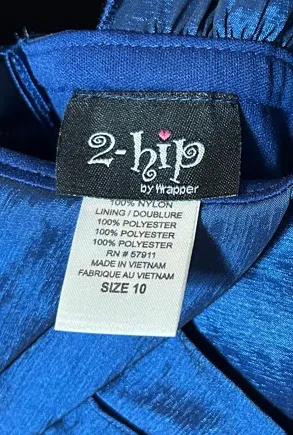 2-hip
by Wrapper
100% NYLON
LINING / DOUBLURE
100% POLYESTER
100% POLYESTER
100% POLYESTER
RN # 57911
MADE IN VIETNAM
FABRIQUE AU VIETNAM
SIZE 10